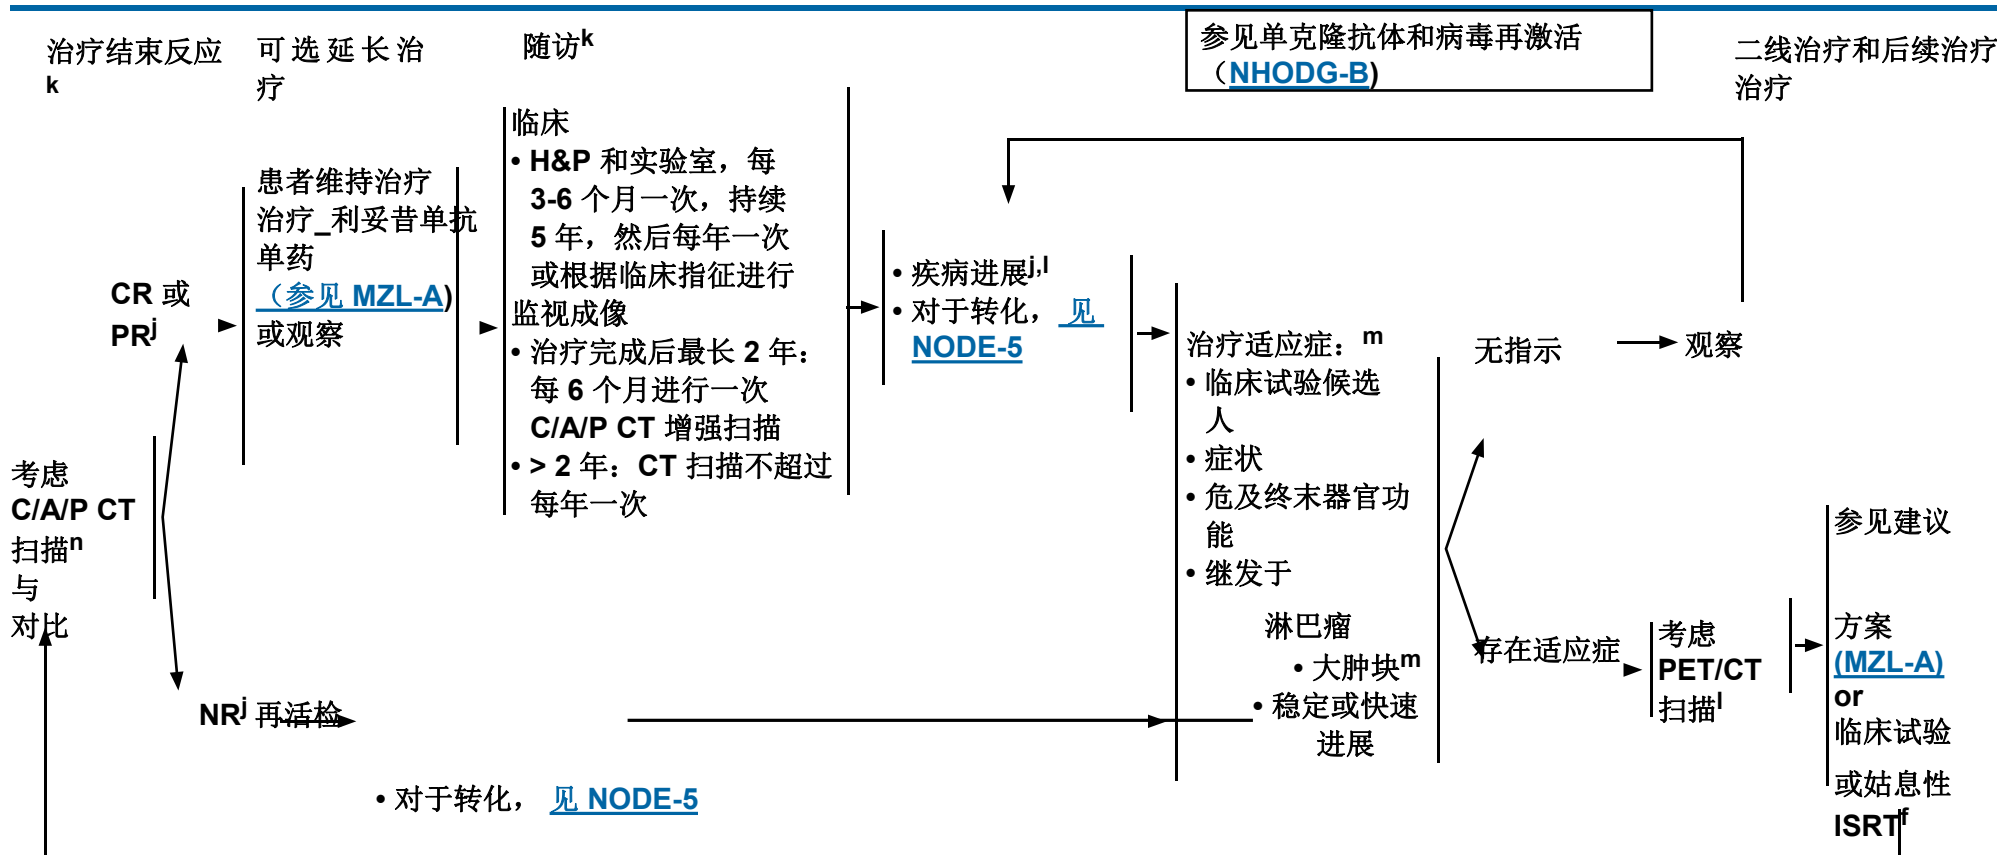 治疗结束反应
k
可选延长治
疗
随访k
参见单克隆抗体和病毒再激活
（NHODG-B)
二线治疗和后续治疗
治疗
考虑
C/A/P CT
扫描n
与
对比
CR 或
PRj
NRj 再活检
患者维持治疗
治疗_利妥昔单抗
单药
（参见 MZL-A)
或观察
临床
• H&P 和实验室，每
3-6 个月一次，持续
5 年，然后每年一次
或根据临床指征进行
监视成像
• 治疗完成后最长 2 年：
每 6 个月进行一次
C/A/P CT 增强扫描
• > 2 年：CT 扫描不超过
每年一次
• 对于转化， 见 NODE-5
• 疾病进展j,l
• 对于转化， 见
NODE-5
治疗适应症：m
• 临床试验候选
人
• 症状
• 危及终末器官功
能
• 继发于
淋巴瘤
• 大肿块m
• 稳定或快速
进展
无指示
观察
存在适应症
考虑
PET/CT
扫描l
参见建议
方案
(MZL-A)
or
临床试验
或姑息性
ISRTf